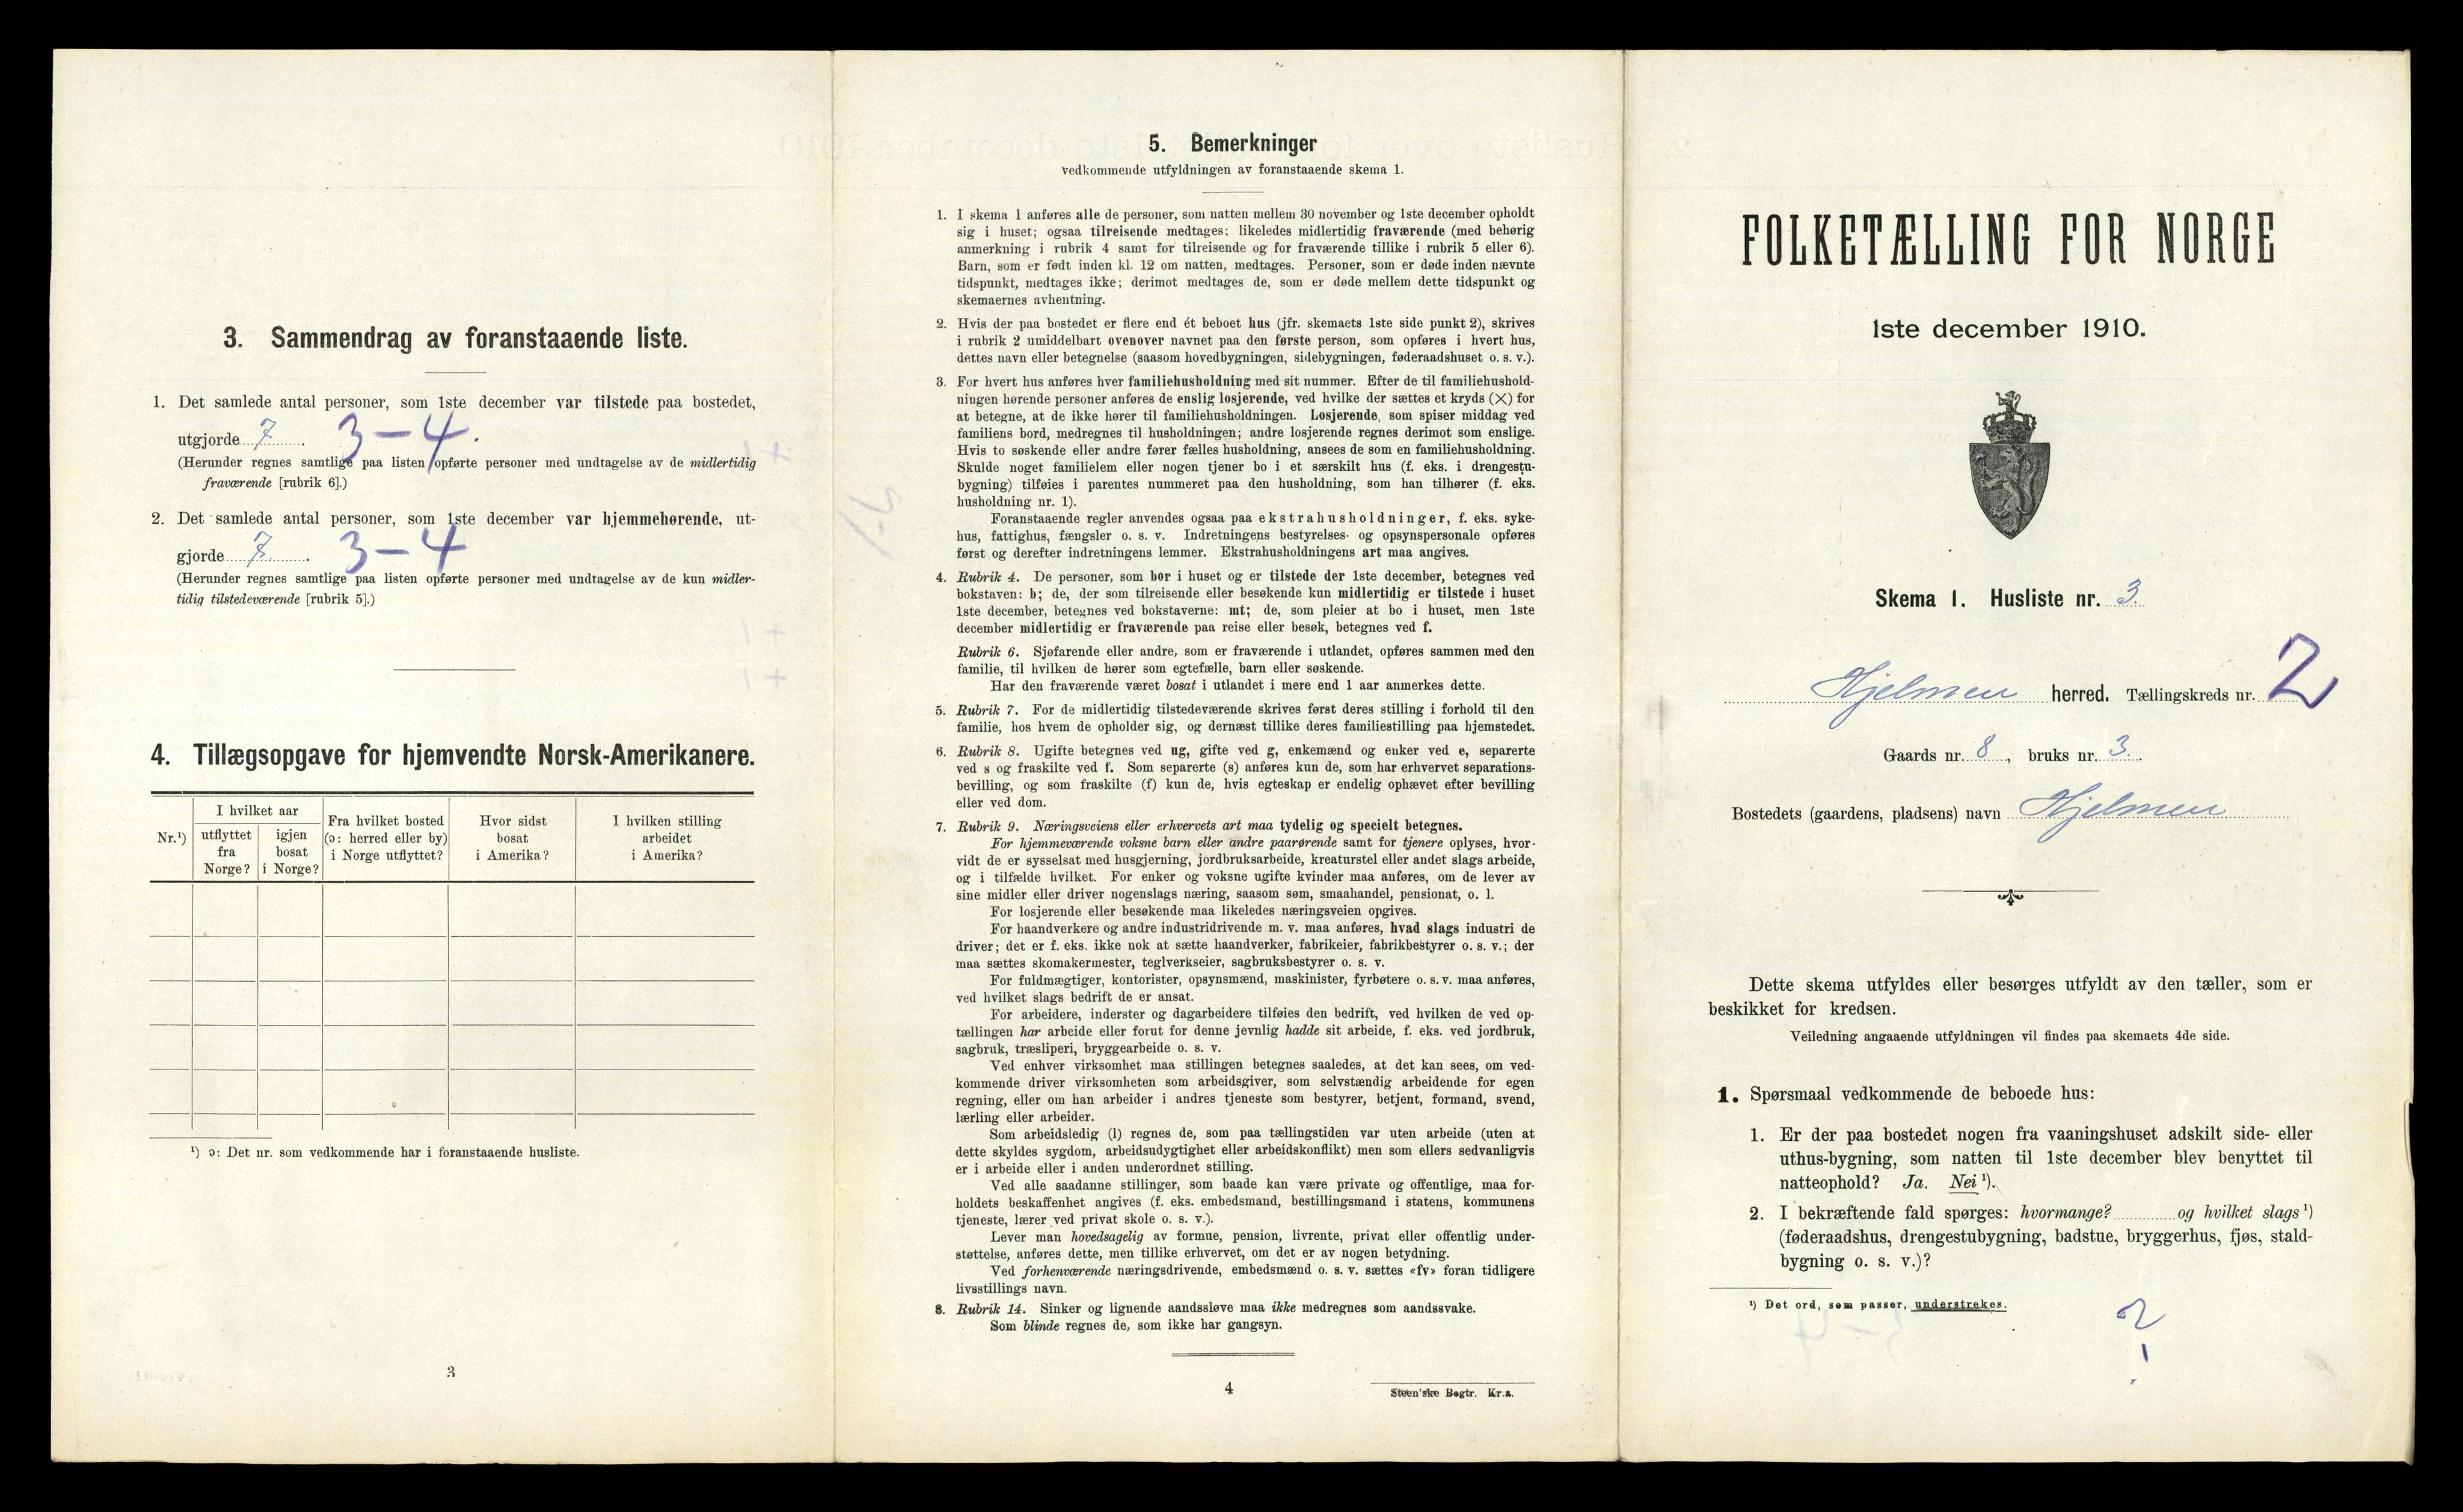 3. Sammendrag av foranstaaende liste.
1. Det samlede antal personer, som 1ste december var tilstede paa bostedet,
utgjorde 7. 3-4.
(Herunder regnes samtlige paa listen opførte personer med undtagelse av de midlertidig
fraværende [rubrik 6].)
2. Det samlede antal personer, som 1ste december var hjemmehørende, ut-
gjorde 7. 3-4
(Herunder regnes samtlige paa listen opførte personer med undtagelse av de kun midler-
tidig tilstedeværende [rubrik 5].)
4. Tillægsopgave for hjemvendte Norsk-Amerikanere.
Nr.¹)
I hvilket aar
utflyttet fra Norge?
igjen bosat i Norge?
Fra hvilket bosted (ɔ: herred eller by) i Norge utflyttet?
Hvor sidst bosat i Amerika?
I hvilken stilling arbeidet i Amerika?
¹) ɔ: Det nr. som vedkommende har i foranstaaende husliste.
3
5. Bemerkninger
vedkommende utfyldningen av foranstaaende skema 1.
1. I skema 1 anføres alle de personer, som natten mellem 30 november og 1ste december opholdt
sig i huset; ogsaa tilreisende medtages; likeledes midlertidig fraværende (med behørig
anmerkning i rubrik 4 samt for tilreisende og for fraværende tillike i rubrik 5 eller 6).
Barn, som er født inden kl. 12 om natten, medtages. Personer, som er døde inden nævnte
tidspunkt, medtages ikke; derimot medtages de, som er døde mellem dette tidspunkt og
skemaernes avhentning.
2. Hvis der paa bostedet er flere end ét beboet hus (jfr. skemaets 1ste side punkt 2), skrives
i rubrik 2 umiddelbart ovenover navnet paa den første person, som opføres i hvert hus,
dettes navn eller betegnelse (saasom hovedbygningen, sidebygningen, føderaadshuset o. s. v.).
3. For hvert hus anføres hver familiehusholdning med sit nummer. Efter de til familiehushold-
ningen hørende personer anføres de enslig losjerende, ved hvilke der sættes et kryds (×) for
at betegne, at de ikke hører til familiehusholdningen. Losjerende, som spiser middag ved
familiens bord, medregnes til husholdningen; andre losjerende regnes derimot som enslige.
Hvis to søskende eller andre fører fælles husholdning, ansees de som en familiehusholdning.
Skulde noget familielem eller nogen tjener bo i et særskilt hus (f. eks. i drengestu-
bygning) tilføies i parentes nummeret paa den husholdning, som han tilhører (f. eks.
husholdning nr. 1).
Foranstaaende regler anvendes ogsaa paa ekstrahusholdninger, f. eks. syke-
hus, fattighus, fængsler o. s. v. Indretningens bestyrelses- og opsynspersonale opføres
først og derefter indretningens lemmer. Ekstrahusholdningens art maa angives.
4. Rubrik 4. De personer, som bor i huset og er tilstede der 1ste december, betegnes ved
bokstaven: b; de, der som tilreisende eller besøkende kun midlertidig er tilstede i huset
1ste december, betegnes ved bokstaverne: mt; de, som pleier at bo i huset, men 1ste
december midlertidig er fraværende paa reise eller besøk, betegnes ved f.
Rubrik 6. Sjøfarende eller andre, som er fraværende i utlandet, opføres sammen med den
familie, til hvilken de hører som egtefælle, barn eller søskende.
Har den fraværende været bosat i utlandet i mere end 1 aar anmerkes dette.
5. Rubrik 7. For de midlertidig tilstedeværende skrives først deres stilling i forhold til den
familie, hos hvem de opholder sig, og dernæst tillike deres familiestilling paa hjemstedet.
6. Rubrik 8. Ugifte betegnes ved ug, gifte ved g, enkemænd og enker ved e, separerte
ved s og fraskilte ved f. Som separerte (s) anføres kun de, som har erhvervet separations-
bevilling, og som fraskilte (f) kun de, hvis egteskap er endelig ophævet efter bevilling
eller ved dom.
7. Rubrik 9. Næringsveiens eller erhvervets art maa tydelig og specielt betegnes.
For hjemmeværende voksne barn eller andre paarørende samt for tjenere oplyses, hvor-
vidt de er sysselsat med husgjerning, jordbruksarbeide, kreaturstel eller andet slags arbeide,
og i tilfælde hvilket. For enker og voksne ugifte kvinder maa anføres, om de lever av
sine midler eller driver nogenslags næring, saasom søm, smaahandel, pensionat, o. l.
For losjerende eller besøkende maa likeledes næringsveien opgives.
For haandverkere og andre industridrivende m. v. maa anføres, hvad slags industri de
driver; det er f. eks. ikke nok at sætte haandverker, fabrikeier, fabrikbestyrer o. s. v.; der
maa sættes skomakermester, teglverkseier, sagbruksbestyrer o. s. v.
For fuldmægtiger, kontorister, opsynsmænd, maskinister, fyrbøtere o. s. v. maa anføres,
ved hvilket slags bedrift de er ansat.
For arbeidere, inderster og dagarbeidere tilføies den bedrift, ved hvilken de ved op-
tællingen har arbeide eller forut for denne jevnlig hadde sit arbeide, f. eks. ved jordbruk,
sagbruk, træsliperi, bryggearbeide o. s. v.
Ved enhver virksomhet maa stillingen betegnes saaledes, at det kan sees, om ved-
kommende driver virksomheten som arbeidsgiver, som selvstændig arbeidende for egen
regning, eller om han arbeider i andres tjeneste som bestyrer, betjent, formand, svend,
lærling eller arbeider.
Som arbeidsledig (l) regnes de, som paa tællingstiden var uten arbeide (uten at
dette skyldes sygdom, arbeidsudygtighet eller arbeidskonflikt) men som ellers sedvanligvis
er i arbeide eller i anden underordnet stilling.
Ved alle saadanne stillinger, som baade kan være private og offentlige, maa for-
holdets beskaffenhet angives (f. eks. embedsmand, bestillingsmand i statens, kommunens
tjeneste, lærer ved privat skole o. s. v.).
Lever man hovedsagelig av formue, pension, livrente, privat eller offentlig under-
støttelse, anføres dette, men tillike erhvervet, om det er av nogen betydning.
Ved forhenværende næringsdrivende, embedsmænd o. s. v. sættes «fv» foran tidligere
livsstillings navn.
8. Rubrik 14. Sinker og lignende aandssløve maa ikke medregnes som aandssvake.
Som blinde regnes de, som ikke har gangsyn.
4
Steen'ske Bogtr. Kr.a.
FOLKETÆLLING FOR NORGE
1ste december 1910.
Skema 1. Husliste nr. 3.
Hjelmen herred. Tællingskreds nr. 2
Gaards nr. 8, bruks nr. 3.
Bostedets (gaardens, pladsens) navn Hjelmen
Dette skema utfyldes eller besørges utfyldt av den tæller, som er
beskikket for kredsen.
Veiledning angaaende utfyldningen vil findes paa skemaets 4de side.
1. Spørsmaal vedkommende de beboede hus:
1. Er der paa bostedet nogen fra vaaningshuset adskilt side- eller
uthus-bygning, som natten til 1ste december blev benyttet til
natteophold? Ja. Nei ¹).
2. I bekræftende fald spørges: hvormange? og hvilket slags ¹)
(føderaadshus, drengestubygning, badstue, bryggerhus, fjøs, stald-
bygning o. s. v.)?
¹) Det ord, som passer, understrekes.